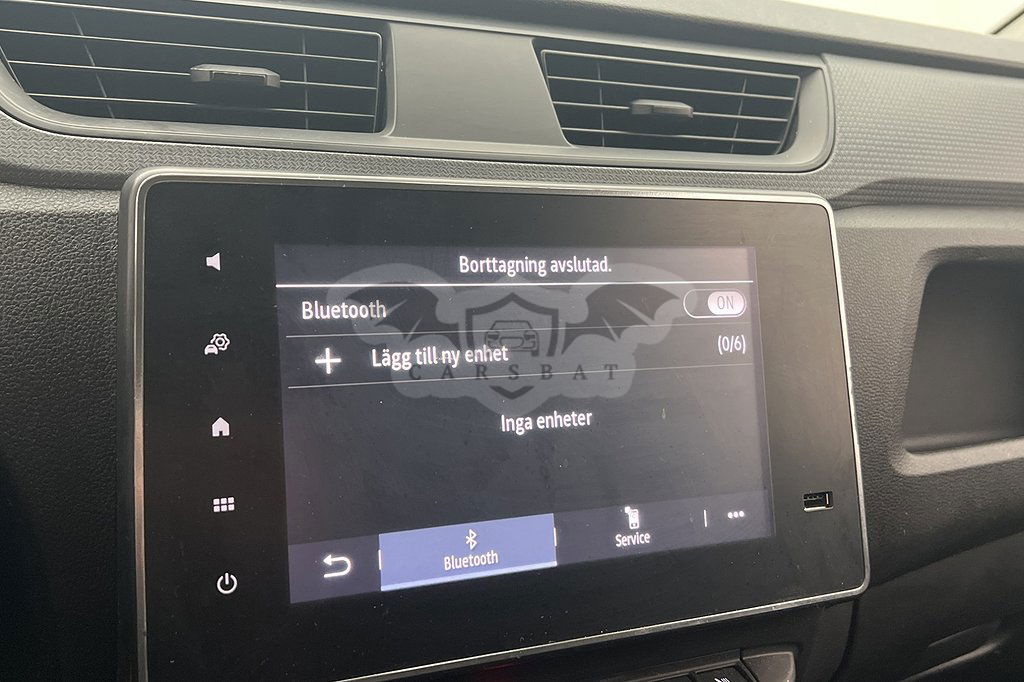 Borttagning avslutad.
Bluetooth
ON
Lägg till ny enhet
(0/6)
CARSBAT
Inga enheter
Bluetooth
Service